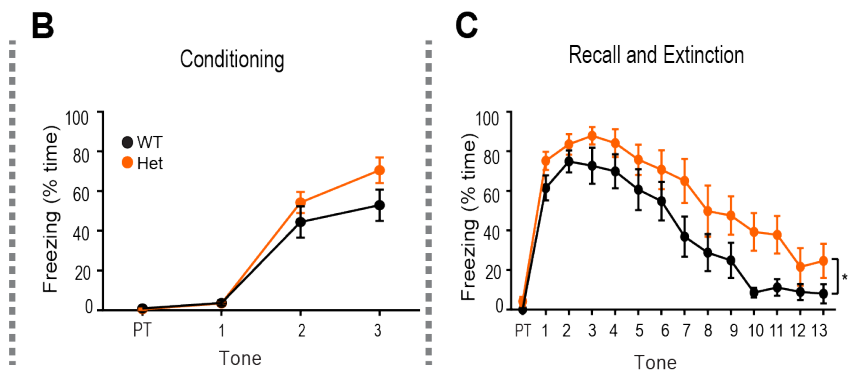 B
Conditioning
Freezing (% time)
100
80
60
40
20
0
WT
Het
PT 1 2 3
Tone
C
Recall and Extinction
Freezing (% time)
100
80
60
40
20
0
*
PT 1 2 3 4 5 6 7 8 9 10 11 12 13
Tone